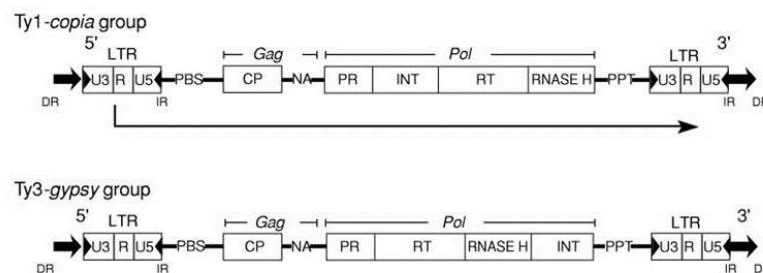 Ty1-copia group
5' 3'
LTR Gag Pol LTR
U3 R U5 PBS CP NA PR INT RT RNASE H PPT U3 R U5
DR IR IR DR
Ty3-gypsy group
5' 3'
LTR Gag Pol LTR
U3 R U5 PBS CP NA PR RT RNASE H INT PPT U3 R U5
DR IR IR